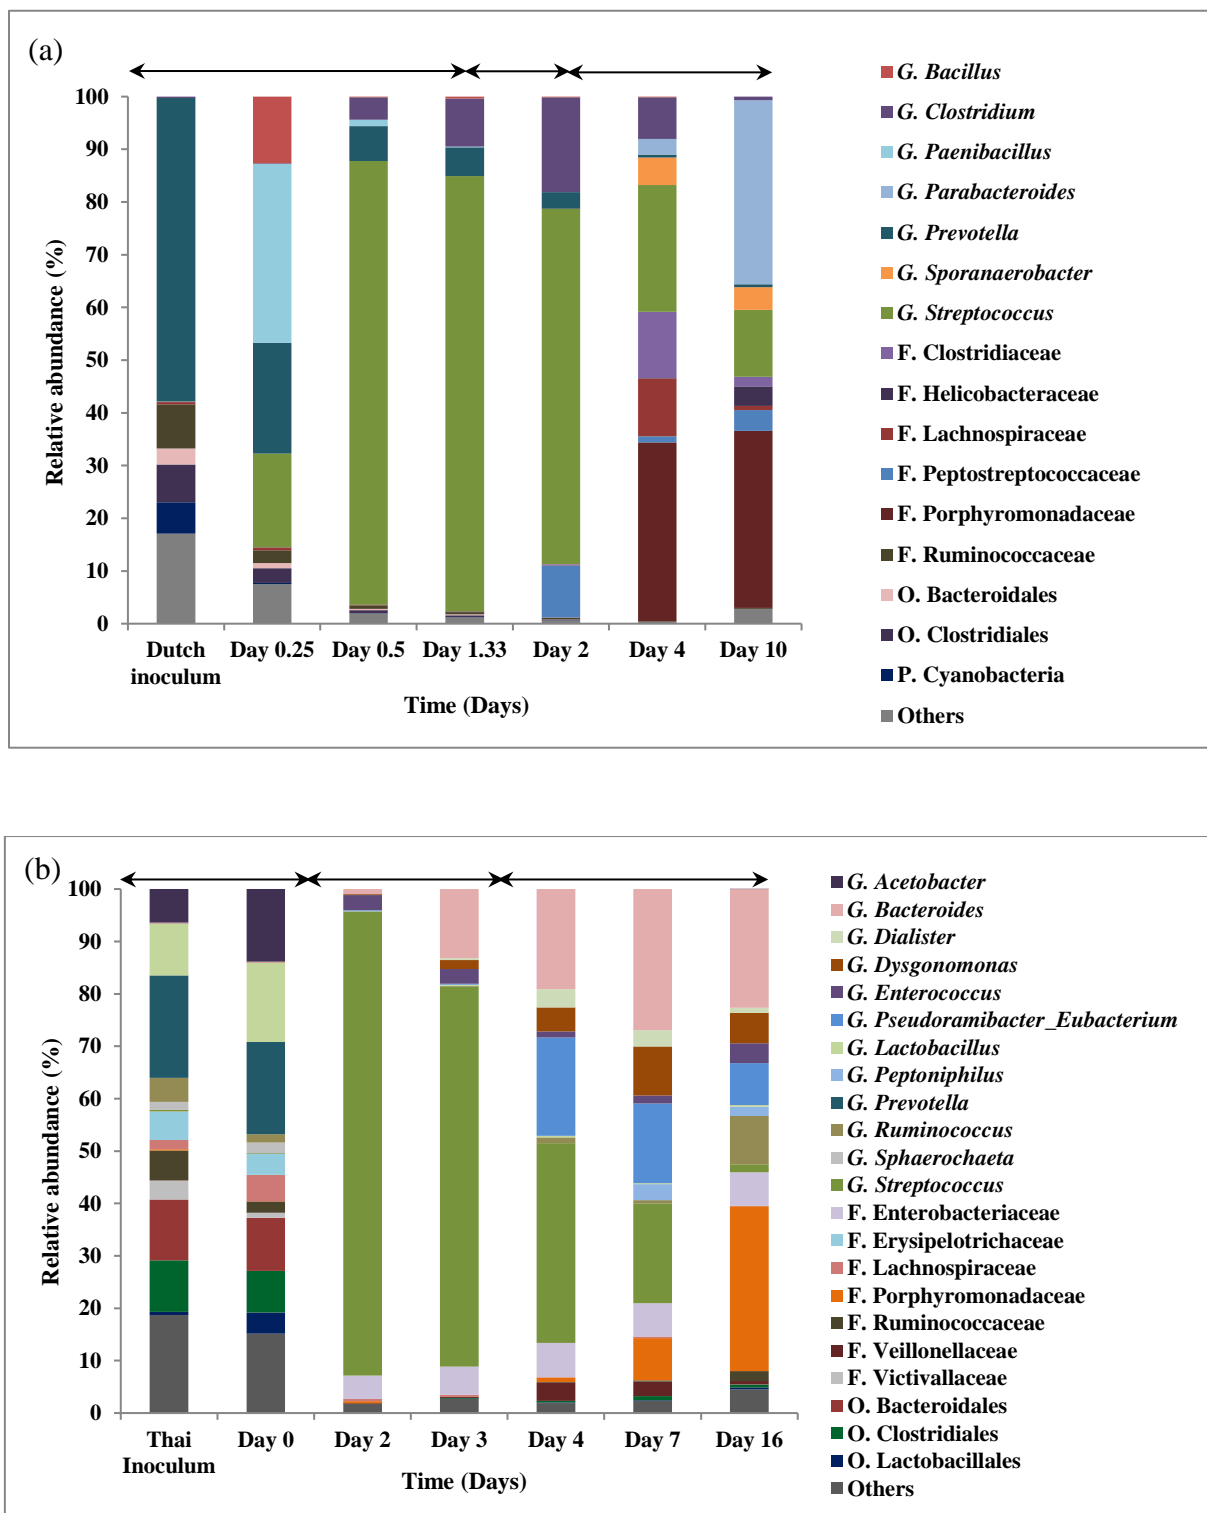 (a)
100
90
80
70
60
50
40
30
20
10
0
Relative abundance (%)
Dutch
inoculum
Day 0.25
Day 0.5
Day 1.33
Day 2
Day 4
Day 10
Time (Days)
G. Bacillus
G. Clostridium
G. Paenibacillus
G. Parabacteroides
G. Prevotella
G. Sporanaerobacter
G. Streptococcus
F. Clostridiaceae
F. Helicobacteraceae
F. Lachnospiraceae
F. Peptostreptococcaceae
F. Porphyromonadaceae
F. Ruminococcaceae
O. Bacteroidales
O. Clostridiales
P. Cyanobacteria
Others
(b)
100
90
80
70
60
50
40
30
20
10
0
Relative abundance (%)
Thai
Inoculum
Day 0
Day 2
Day 3
Day 4
Day 7
Day 16
Time (Days)
G. Acetobacter
G. Bacteroides
G. Dialister
G. Dysgonomonas
G. Enterococcus
G. Pseudoramibacter_Eubacterium
G. Lactobacillus
G. Peptoniphilus
G. Prevotella
G. Ruminococcus
G. Sphaerochaeta
G. Streptococcus
F. Enterobacteriaceae
F. Erysipelotrichaceae
F. Lachnospiraceae
F. Porphyromonadaceae
F. Ruminococcaceae
F. Veillonellaceae
F. Victivallaceae
O. Bacteroidales
O. Clostridiales
O. Lactobacillales
Others